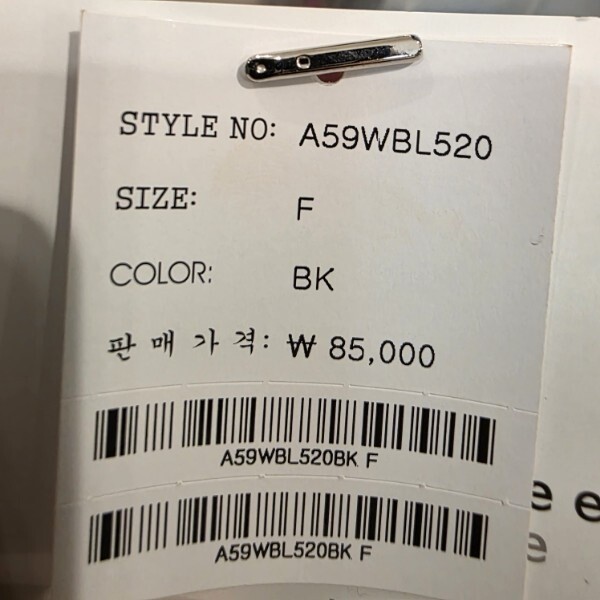 STYLE NO: A59WBL520
SIZE: F
COLOR: BK
판 매 가 격: ₩ 85,000
A59WBL520BK F
A59WBL520BK F
e e
e